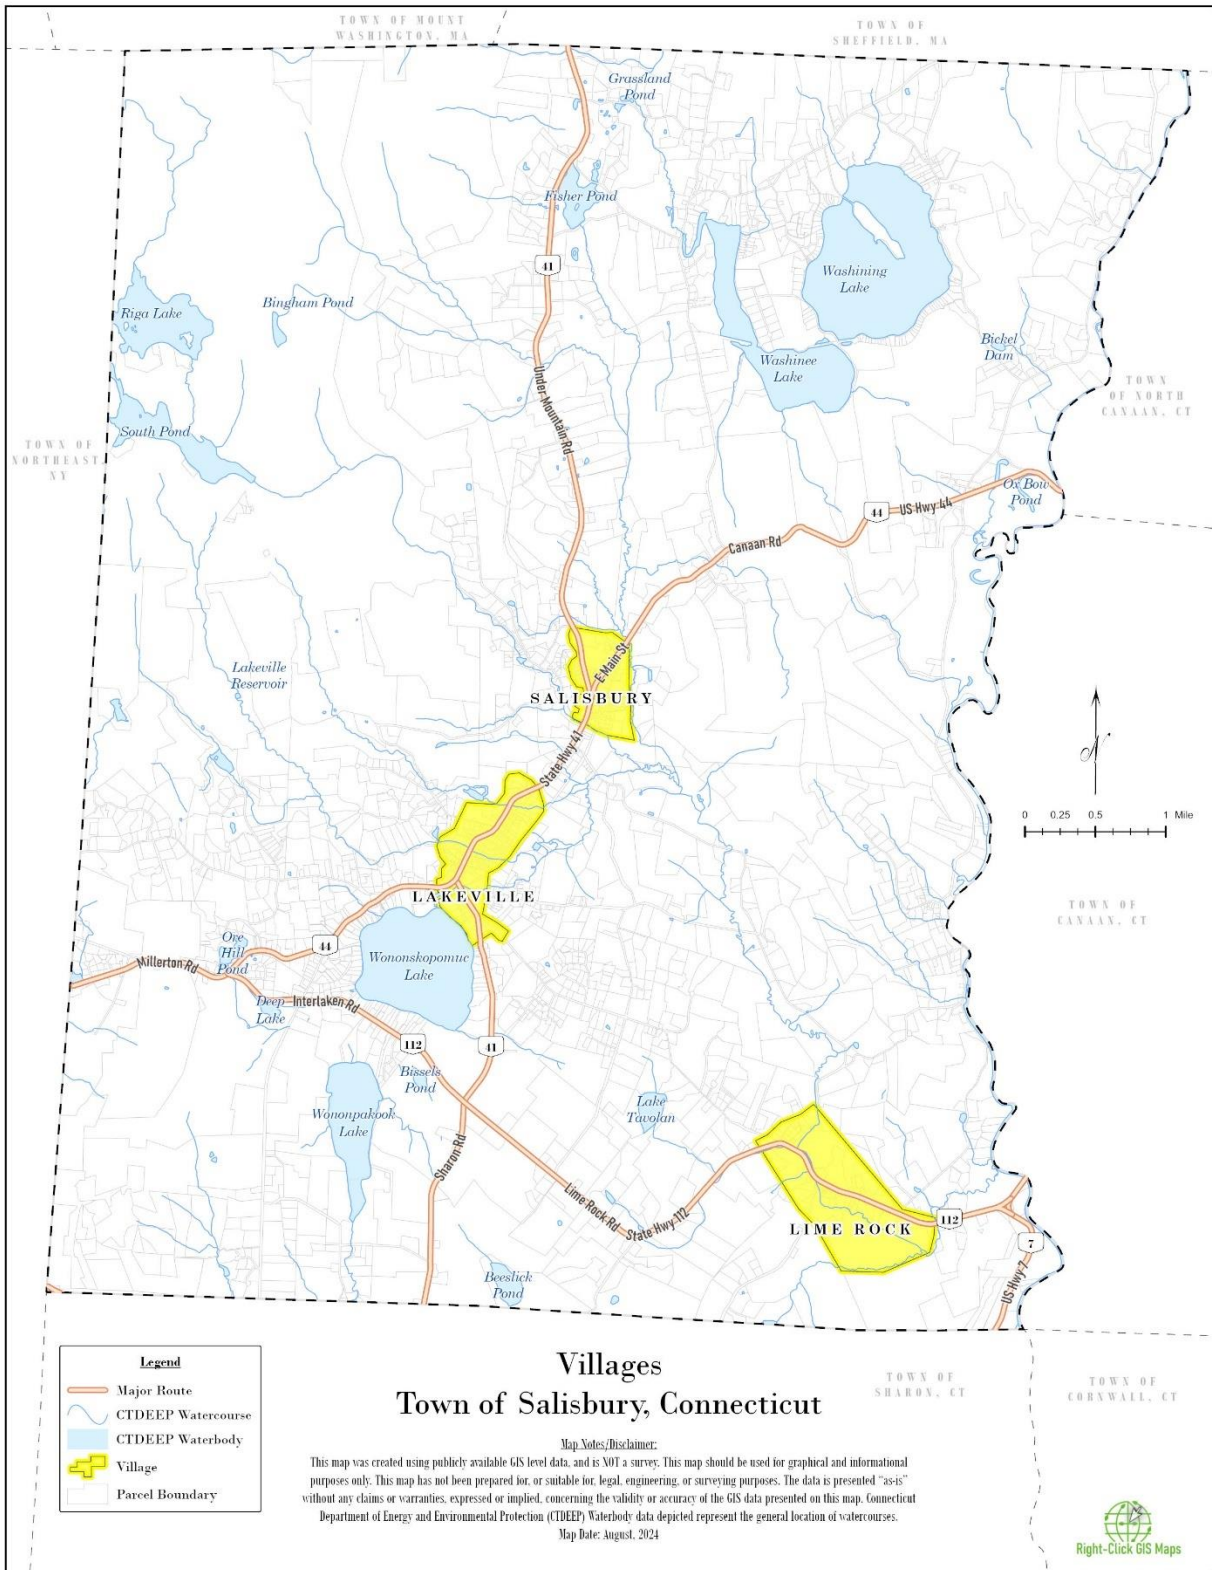 TOWN OF MOUNT
WASHINGTON, MA
TOWN OF
SHEFFIELD, MA
Grassland
Pond
Fisher Pond
41
Washining
Lake
Riga Lake
Bingham Pond
Bickel
Dam
Washinee
Lake
Under Mountain Rd
TOWN
OF NORTH
CANAAN, CT
South Pond
TOWN OF
NORTHEAST,
NY
Ox Bow
Pond
44
US Hwy 44
Canaan Rd
Lakeville
Reservoir
E Main St
SALISBURY
State Hwy 41
N
0 0.25 0.5 1 Mile
LAKEVILLE
TOWN OF
CANAAN, CT
44
Ore
Hill
Pond
Millerton Rd
Wononskopomuc
Lake
Deep
Lake
Interlaken Rd
112
41
Bissels
Pond
Wononpakook
Lake
Lake
Tavolan
Sharon Rd
Lime Rock Rd
State Hwy 112
LIME ROCK
112
7
US Hwy 7
Beeslick
Pond
Legend
Major Route
CTDEEP Watercourse
CTDEEP Waterbody
Village
Parcel Boundary
Villages
Town of Salisbury, Connecticut
TOWN OF
SHARON, CT
TOWN OF
CORNWALL, CT
Map Notes/Disclaimer:
This map was created using publicly available GIS level data, and is NOT a survey. This map should be used for graphical and informational
purposes only. This map has not been prepared for, or suitable for, legal, engineering, or surveying purposes. The data is presented "as-is"
without any claims or warranties, expressed or implied, concerning the validity or accuracy of the GIS data presented on this map. Connecticut
Department of Energy and Environmental Protection (CTDEEP) Waterbody data depicted represent the general location of watercourses.
Map Date: August, 2024
Right-Click GIS Maps